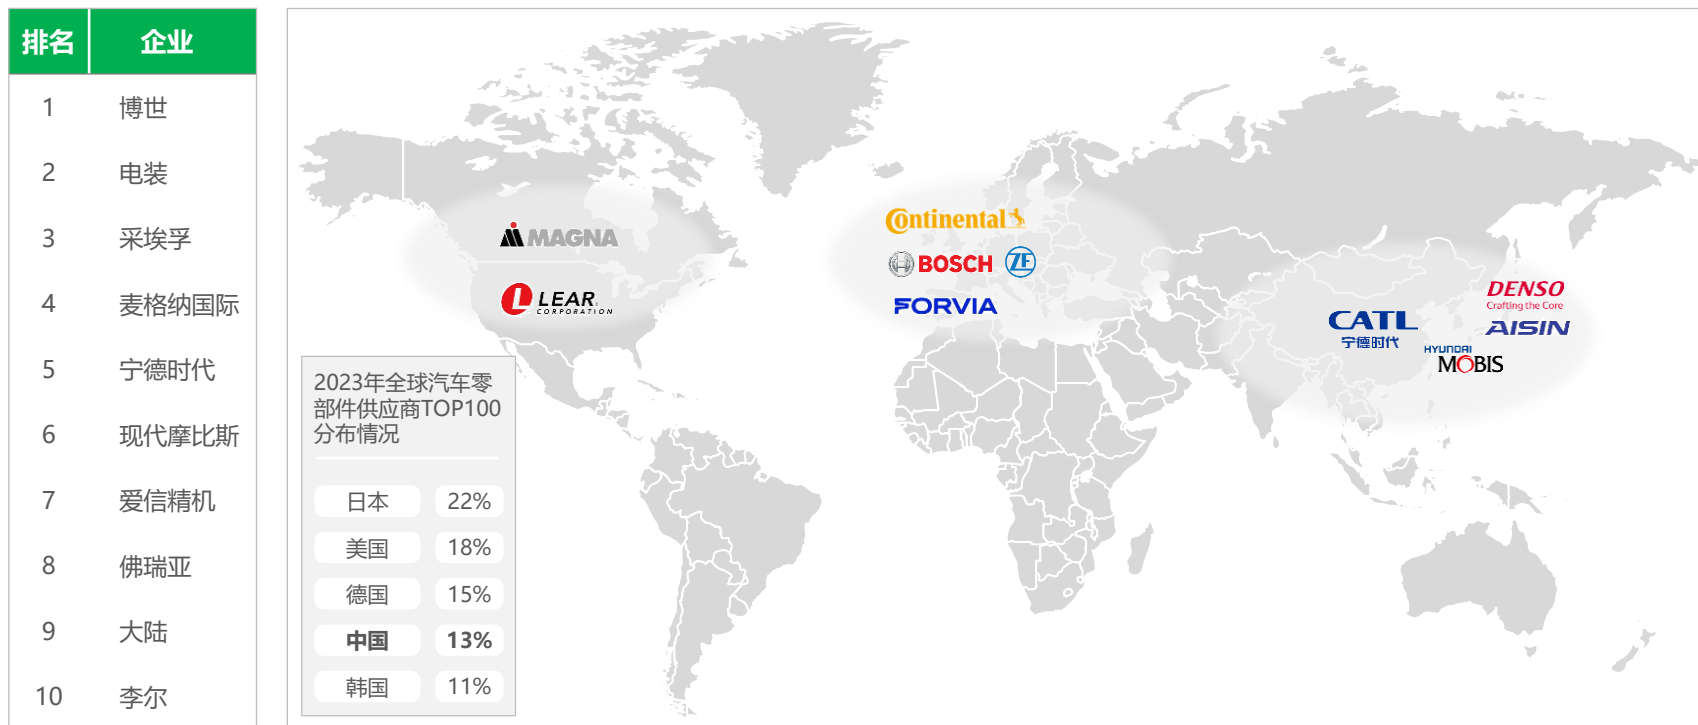 排名 企业
1 博世
2 电装
3 采埃孚
4 麦格纳国际
5 宁德时代
6 现代摩比斯
7 爱信精机
8 佛瑞亚
9 大陆
10 李尔
MAGNA
LEAR
CORPORATION
Continental
BOSCH ZF
FORVIA
DENSO
Crafting the Core
CATL
宁德时代
AISIN
HYUNDAI
MOBIS
2023年全球汽车零
部件供应商TOP100
分布情况
日本 22%
美国 18%
德国 15%
中国 13%
韩国 11%